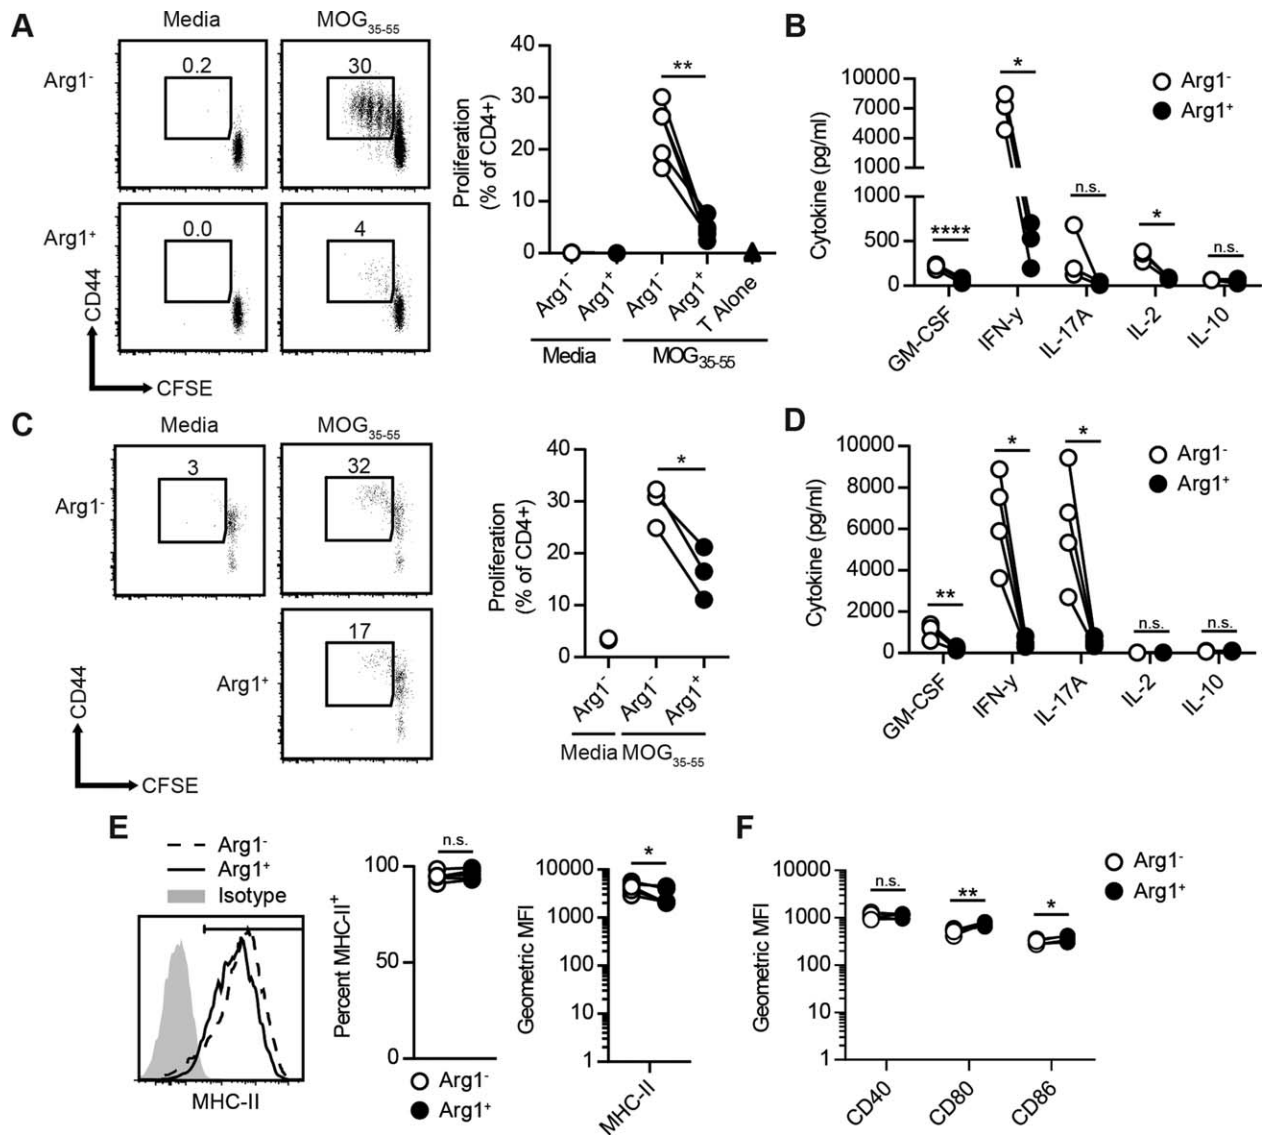 A
Media
MOG35-55
Arg1-
0.2
30
Arg1+
0.0
4
CD44
CFSE
Proliferation
(% of CD4+)
40
30
20
10
0
**
Arg1-
Arg1+
Arg1-
Arg1+
T Alone
Media
MOG35-55
B
Cytokine (pg/ml)
10000
7000
4000
1000
1000
500
0
****
*
n.s.
*
n.s.
Arg1-
Arg1+
GM-CSF
IFN-y
IL-17A
IL-2
IL-10
C
Media
MOG35-55
Arg1-
3
32
Arg1+
17
CD44
CFSE
Proliferation
(% of CD4+)
40
30
20
10
0
*
Arg1-
Arg1-
Arg1+
Media
MOG35-55
D
Cytokine (pg/ml)
10000
8000
6000
4000
2000
0
**
*
*
n.s.
n.s.
Arg1-
Arg1+
GM-CSF
IFN-y
IL-17A
IL-2
IL-10
E
Arg1-
Arg1+
Isotype
MHC-II
Percent MHC-II+
100
50
0
n.s.
Arg1-
Arg1+
Geometric MFI
10000
1000
100
10
1
*
MHC-II
F
Geometric MFI
10000
1000
100
10
1
n.s.
**
*
Arg1-
Arg1+
CD40
CD80
CD86